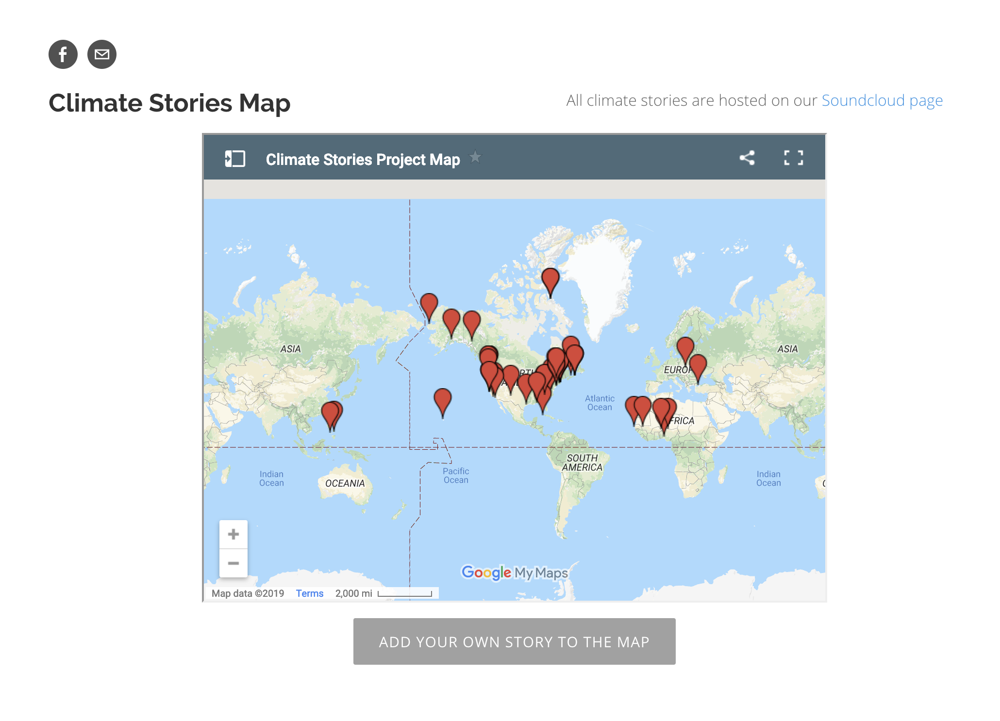 Climate Stories Map
All climate stories are hosted on our Soundcloud page
Climate Stories Project Map
ASIA
EUROP
ASIA
RTH
A
Atlantic
Ocean
FRICA
SOUTH
AMERICA
Indian
Ocean
OCEANIA
Pacific
Ocean
Indian
Ocean
Google My Maps
Map data ©2019 Terms 2,000 mi
ADD YOUR OWN STORY TO THE MAP